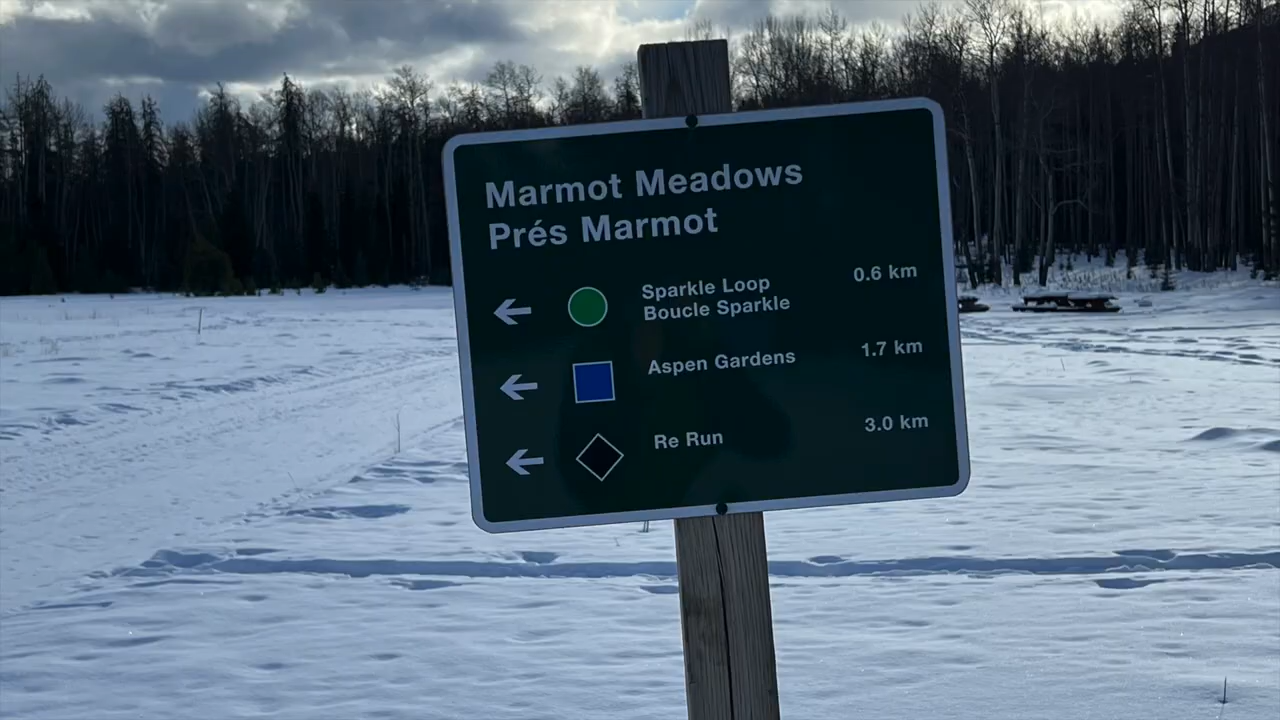 Marmot Meadows
Prés Marmot
Sparkle Loop 0.6 km
Boucle Sparkle
Aspen Gardens 1.7 km
Re Run 3.0 km